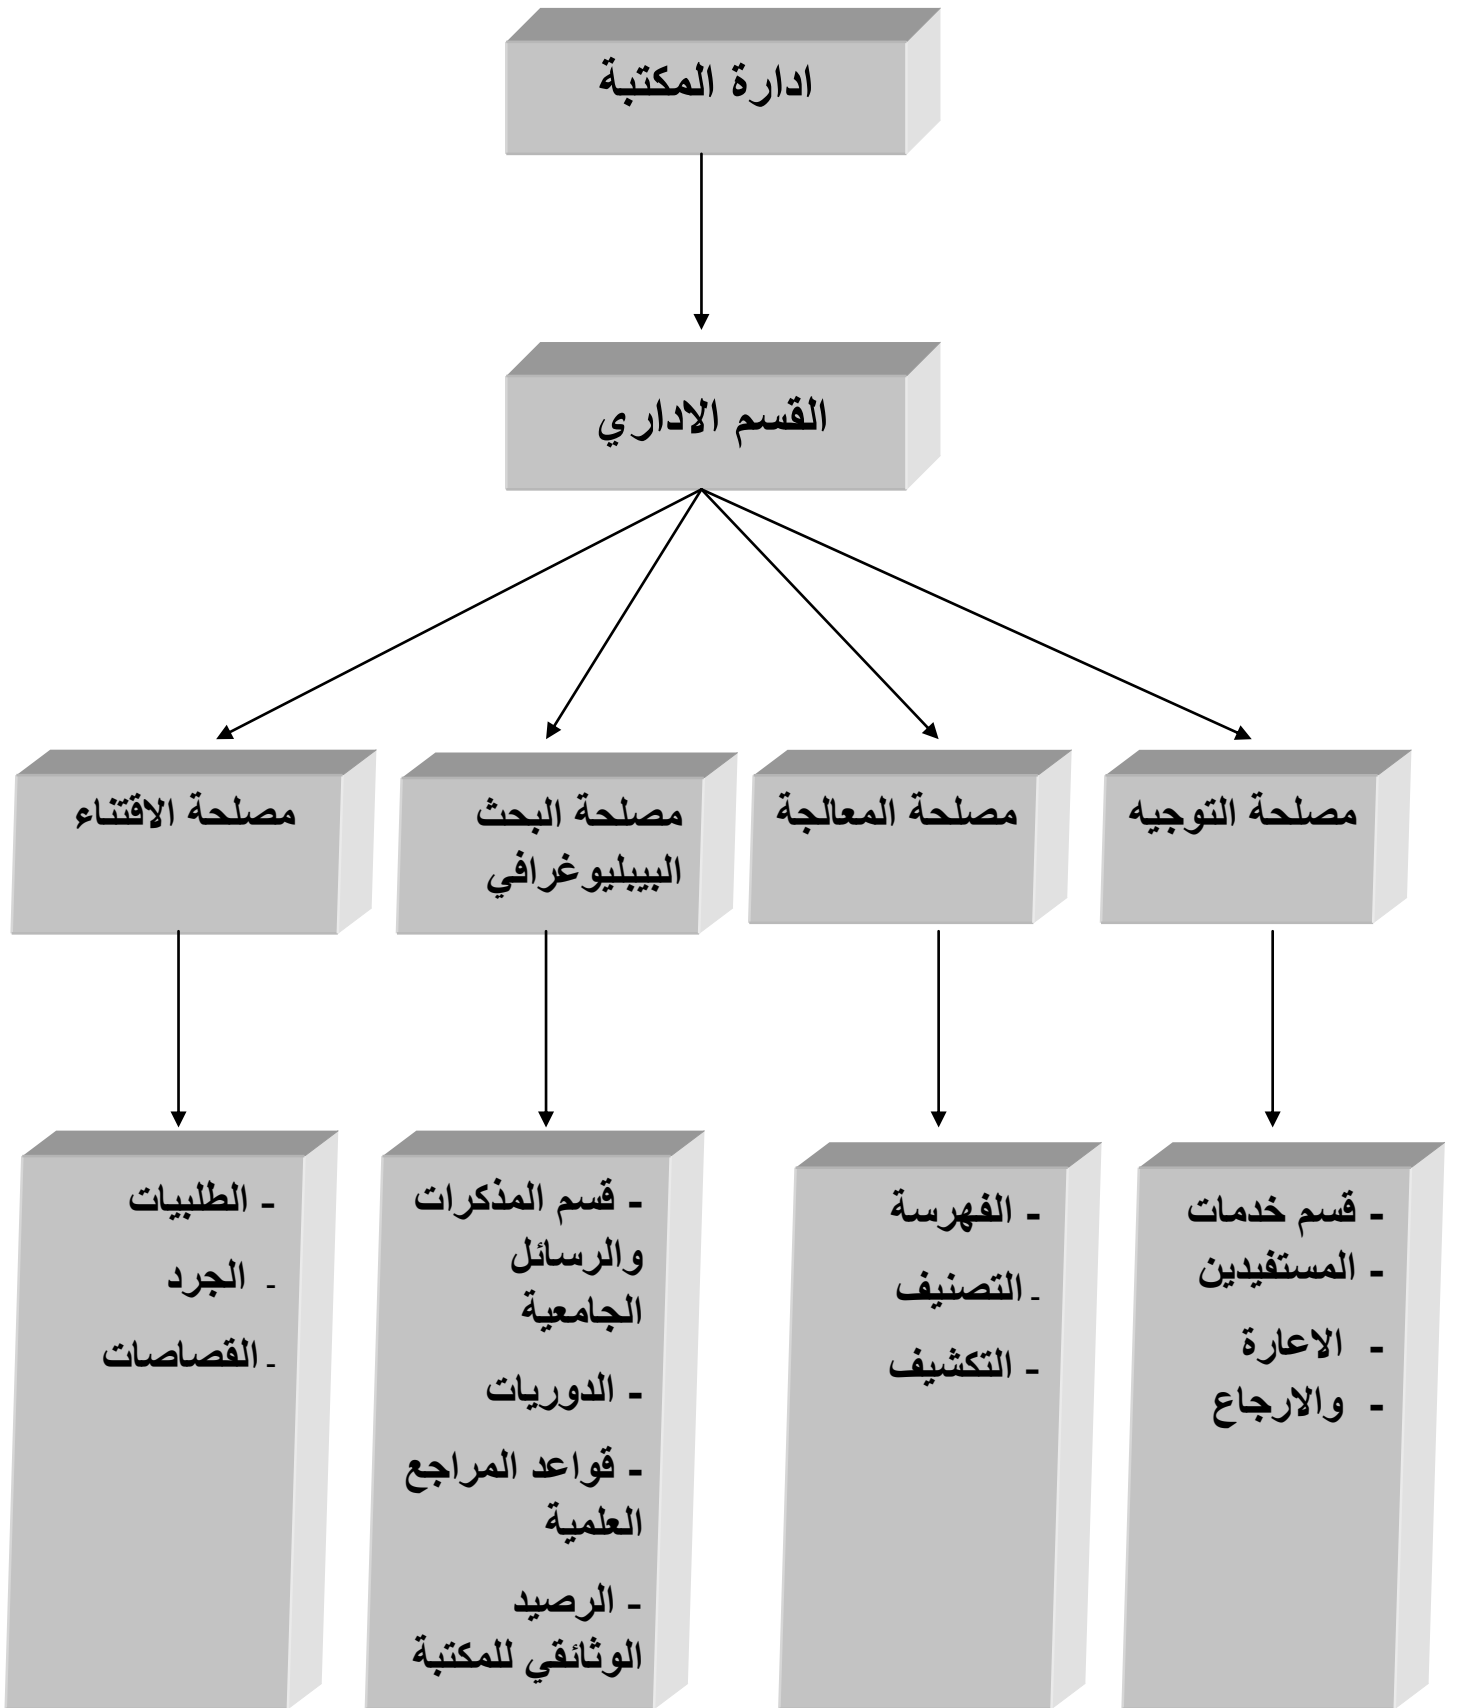 ادارة المكتبة
القسم الاداري
مصلحة التوجيه
مصلحة المعالجة
مصلحة البحث
البيبليوغرافي
مصلحة الاقتناء
- قسم خدمات
- المستفيدين
- الاعارة
- والارجاع
- الفهرسة
- التصنيف
- التكشيف
- قسم المذكرات
والرسائل
الجامعية
- الدوريات
- قواعد المراجع
العلمية
- الرصيد
الوثائقي للمكتبة
- الطلبيات
- الجرد
- القصاصات